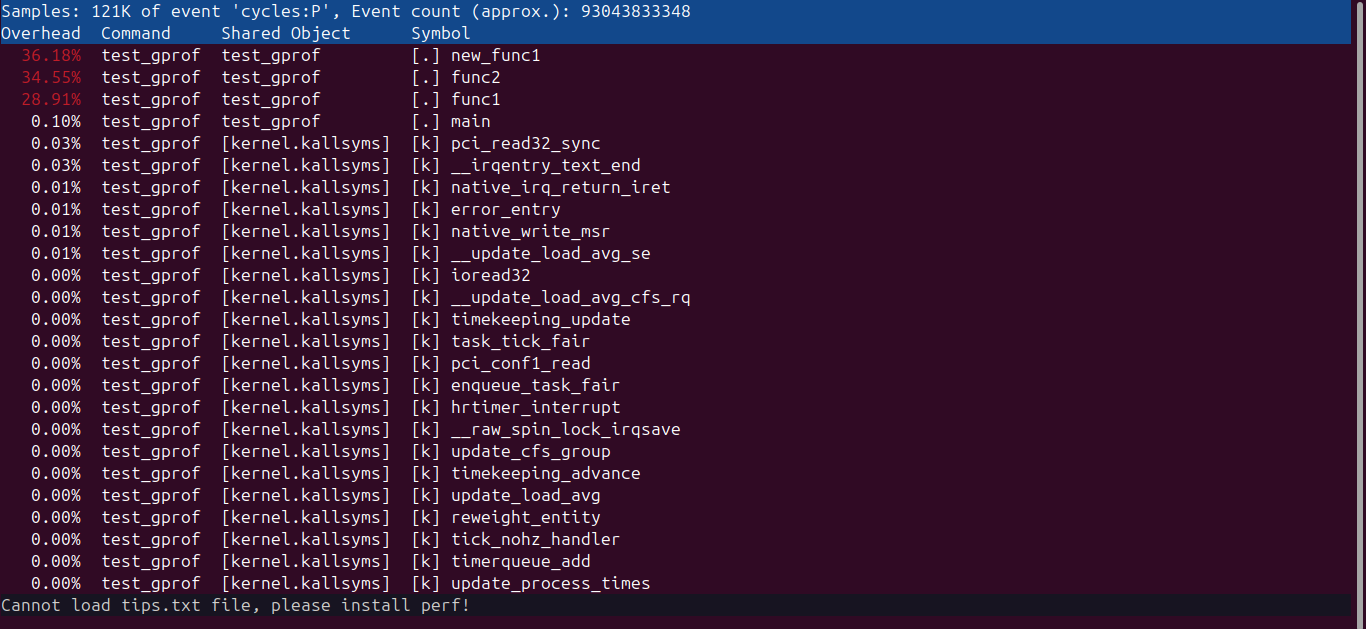 Samples: 121K of event 'cycles:P', Event count (approx.): 93043833348
Overhead  Command     Shared Object      Symbol
  36.18%  test_gprof  test_gprof         [.] new_func1
  34.55%  test_gprof  test_gprof         [.] func2
  28.91%  test_gprof  test_gprof         [.] func1
   0.10%  test_gprof  test_gprof         [.] main
   0.03%  test_gprof  [kernel.kallsyms]  [k] pci_read32_sync
   0.03%  test_gprof  [kernel.kallsyms]  [k] __irqentry_text_end
   0.01%  test_gprof  [kernel.kallsyms]  [k] native_irq_return_iret
   0.01%  test_gprof  [kernel.kallsyms]  [k] error_entry
   0.01%  test_gprof  [kernel.kallsyms]  [k] native_write_msr
   0.01%  test_gprof  [kernel.kallsyms]  [k] __update_load_avg_se
   0.00%  test_gprof  [kernel.kallsyms]  [k] ioread32
   0.00%  test_gprof  [kernel.kallsyms]  [k] __update_load_avg_cfs_rq
   0.00%  test_gprof  [kernel.kallsyms]  [k] timekeeping_update
   0.00%  test_gprof  [kernel.kallsyms]  [k] task_tick_fair
   0.00%  test_gprof  [kernel.kallsyms]  [k] pci_conf1_read
   0.00%  test_gprof  [kernel.kallsyms]  [k] enqueue_task_fair
   0.00%  test_gprof  [kernel.kallsyms]  [k] hrtimer_interrupt
   0.00%  test_gprof  [kernel.kallsyms]  [k] __raw_spin_lock_irqsave
   0.00%  test_gprof  [kernel.kallsyms]  [k] update_cfs_group
   0.00%  test_gprof  [kernel.kallsyms]  [k] timekeeping_advance
   0.00%  test_gprof  [kernel.kallsyms]  [k] update_load_avg
   0.00%  test_gprof  [kernel.kallsyms]  [k] reweight_entity
   0.00%  test_gprof  [kernel.kallsyms]  [k] tick_nohz_handler
   0.00%  test_gprof  [kernel.kallsyms]  [k] timerqueue_add
   0.00%  test_gprof  [kernel.kallsyms]  [k] update_process_times
Cannot load tips.txt file, please install perf!